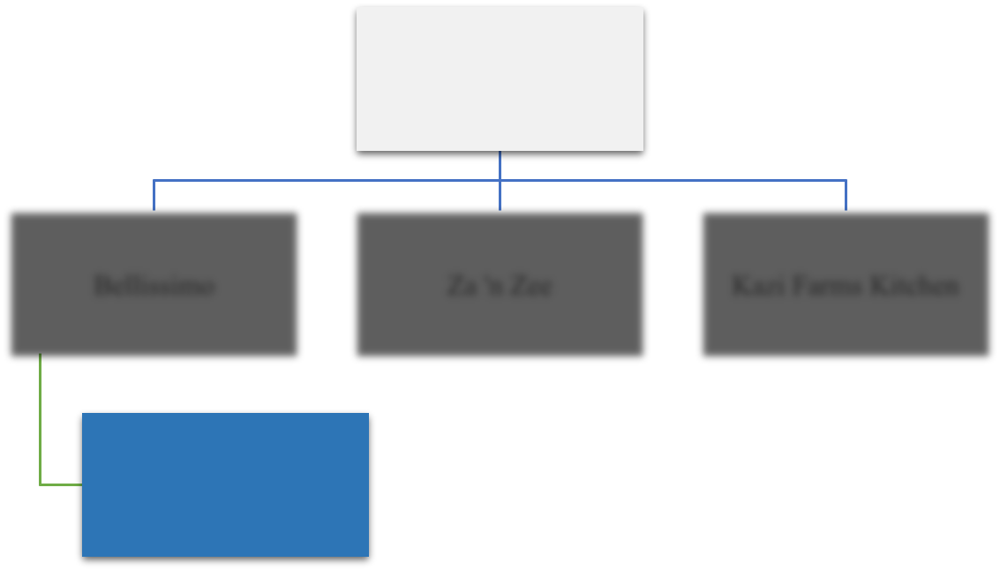 Bellissimo
Za 'n Zee
Kazi Farms Kitchen